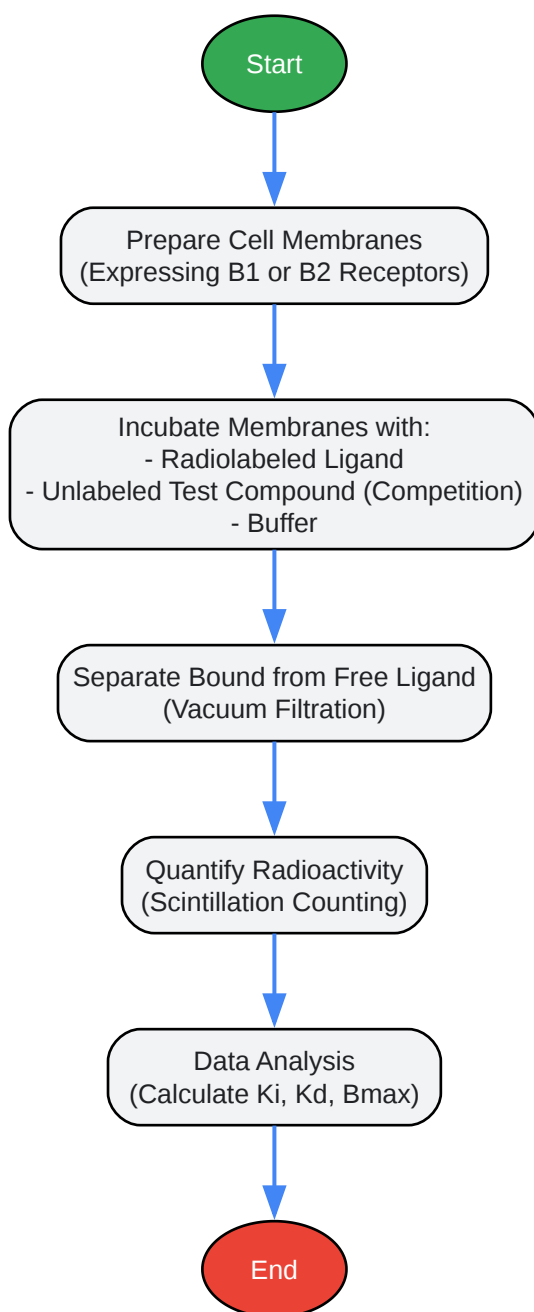 Start
Prepare Cell Membranes
(Expressing B1 or B2 Receptors)
Incubate Membranes with:
- Radiolabeled Ligand
- Unlabeled Test Compound (Competition)
- Buffer
Separate Bound from Free Ligand
(Vacuum Filtration)
Quantify Radioactivity
(Scintillation Counting)
Data Analysis
(Calculate Ki, Kd, Bmax)
End